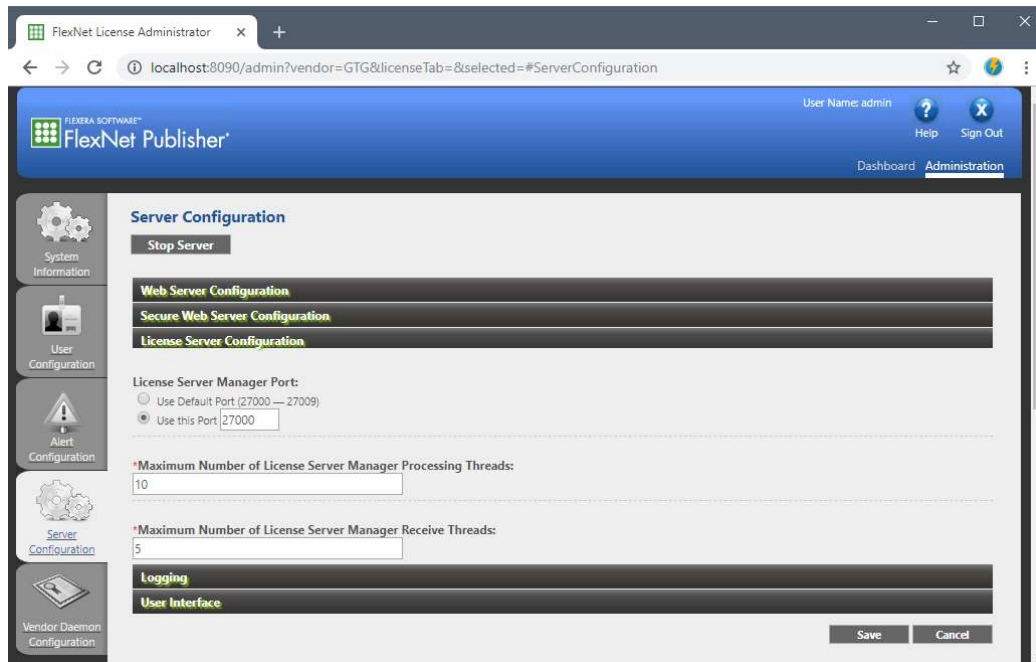 FlexNet License Administrator
localhost:8090/admin?vendor=GTG&licenseTab=&selected=#ServerConfiguration
User Name: admin
FLEXERA SOFTWARE™
FlexNet Publisher®
Help
Sign Out
Dashboard Administration
System
Information
User
Configuration
Alert
Configuration
Server
Configuration
Vendor Daemon
Configuration
Server Configuration
Stop Server
Web Server Configuration
Secure Web Server Configuration
License Server Configuration
License Server Manager Port:
Use Default Port (27000 — 27009)
Use this Port 27000
*Maximum Number of License Server Manager Processing Threads:
10
*Maximum Number of License Server Manager Receive Threads:
5
Logging
User Interface
Save Cancel